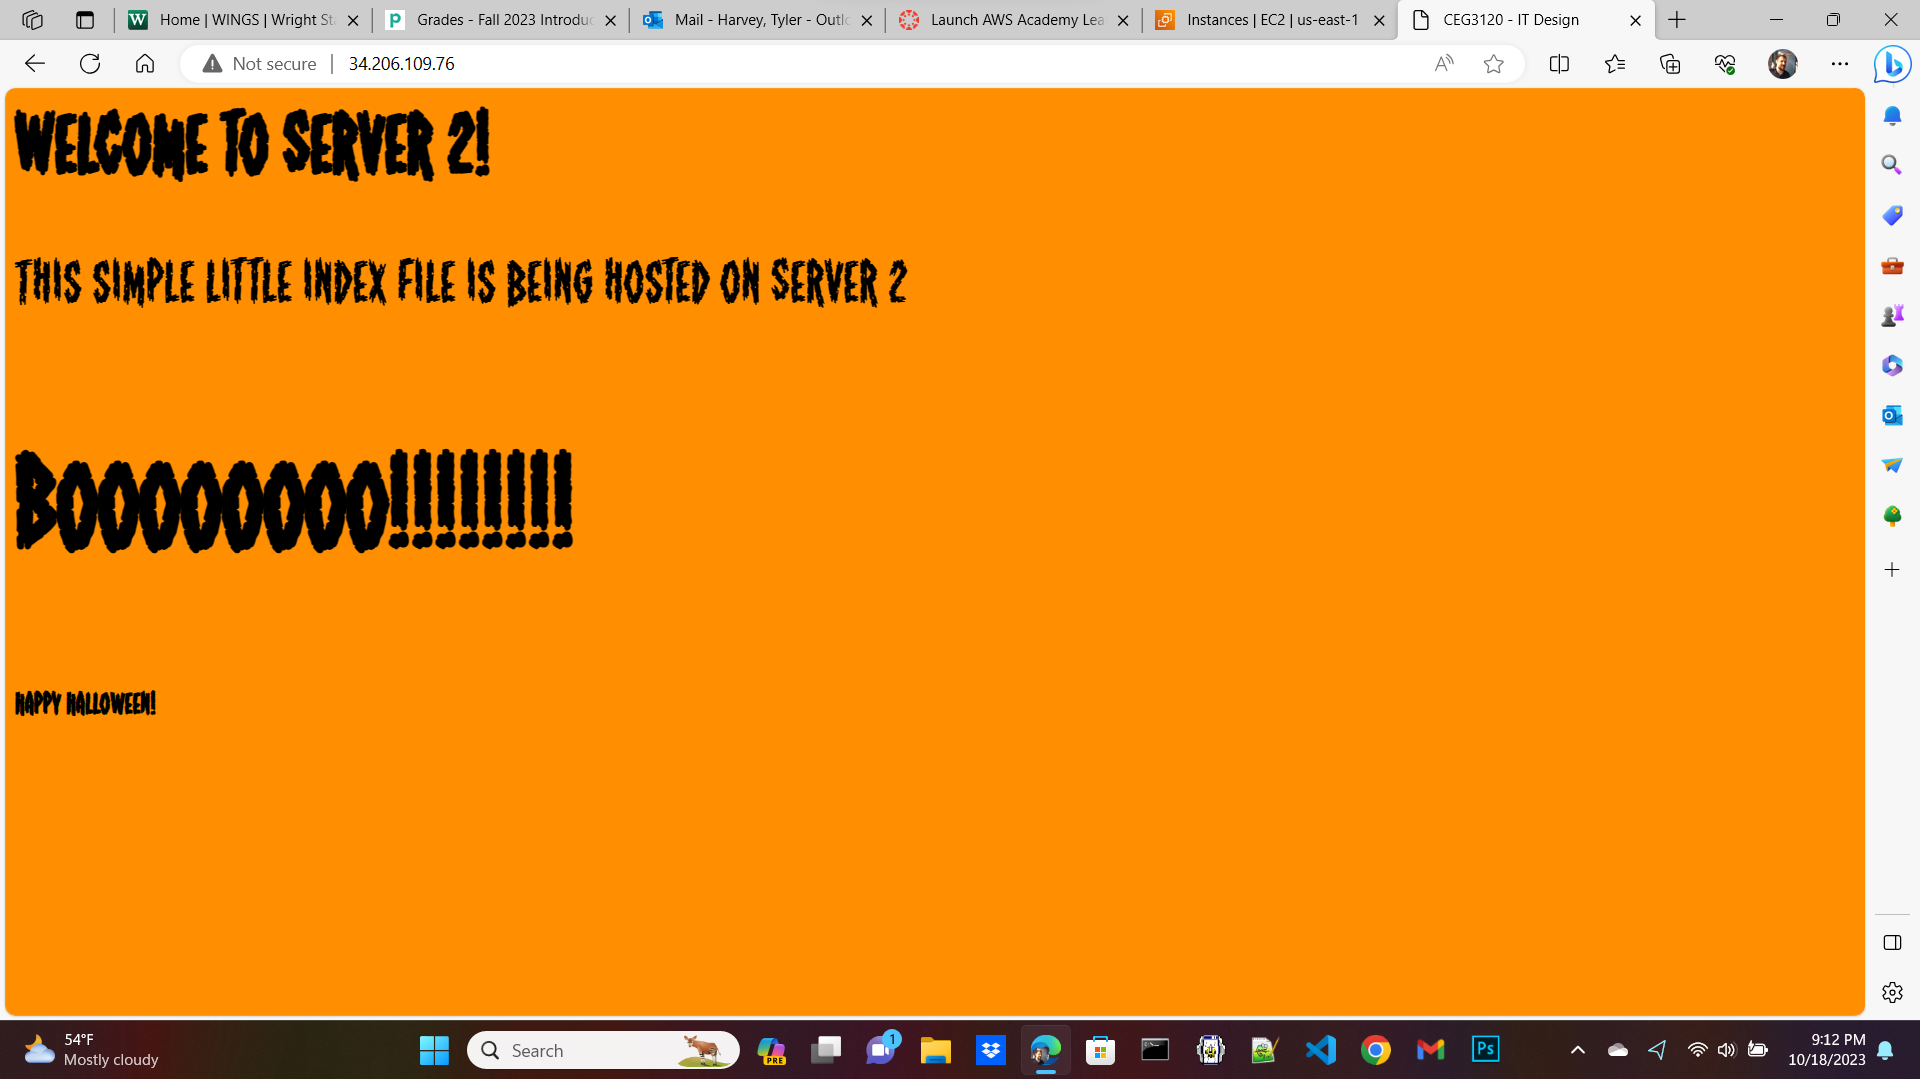 Home | WINGS | Wright Sta
Grades - Fall 2023 Introduc
Mail - Harvey, Tyler - Outlo
Launch AWS Academy Lea
Instances | EC2 | us-east-1
CEG3120 - IT Design
Not secure
34.206.109.76
WELCOME TO SERVER 2!
THIS SIMPLE LITTLE INDEX FILE IS BEING HOSTED ON SERVER 2
Boooooooo!!!!!!!!
HAPPY HALLOWEEN!
54°F
Mostly cloudy
Search
PRE
1
Ps
9:12 PM
10/18/2023